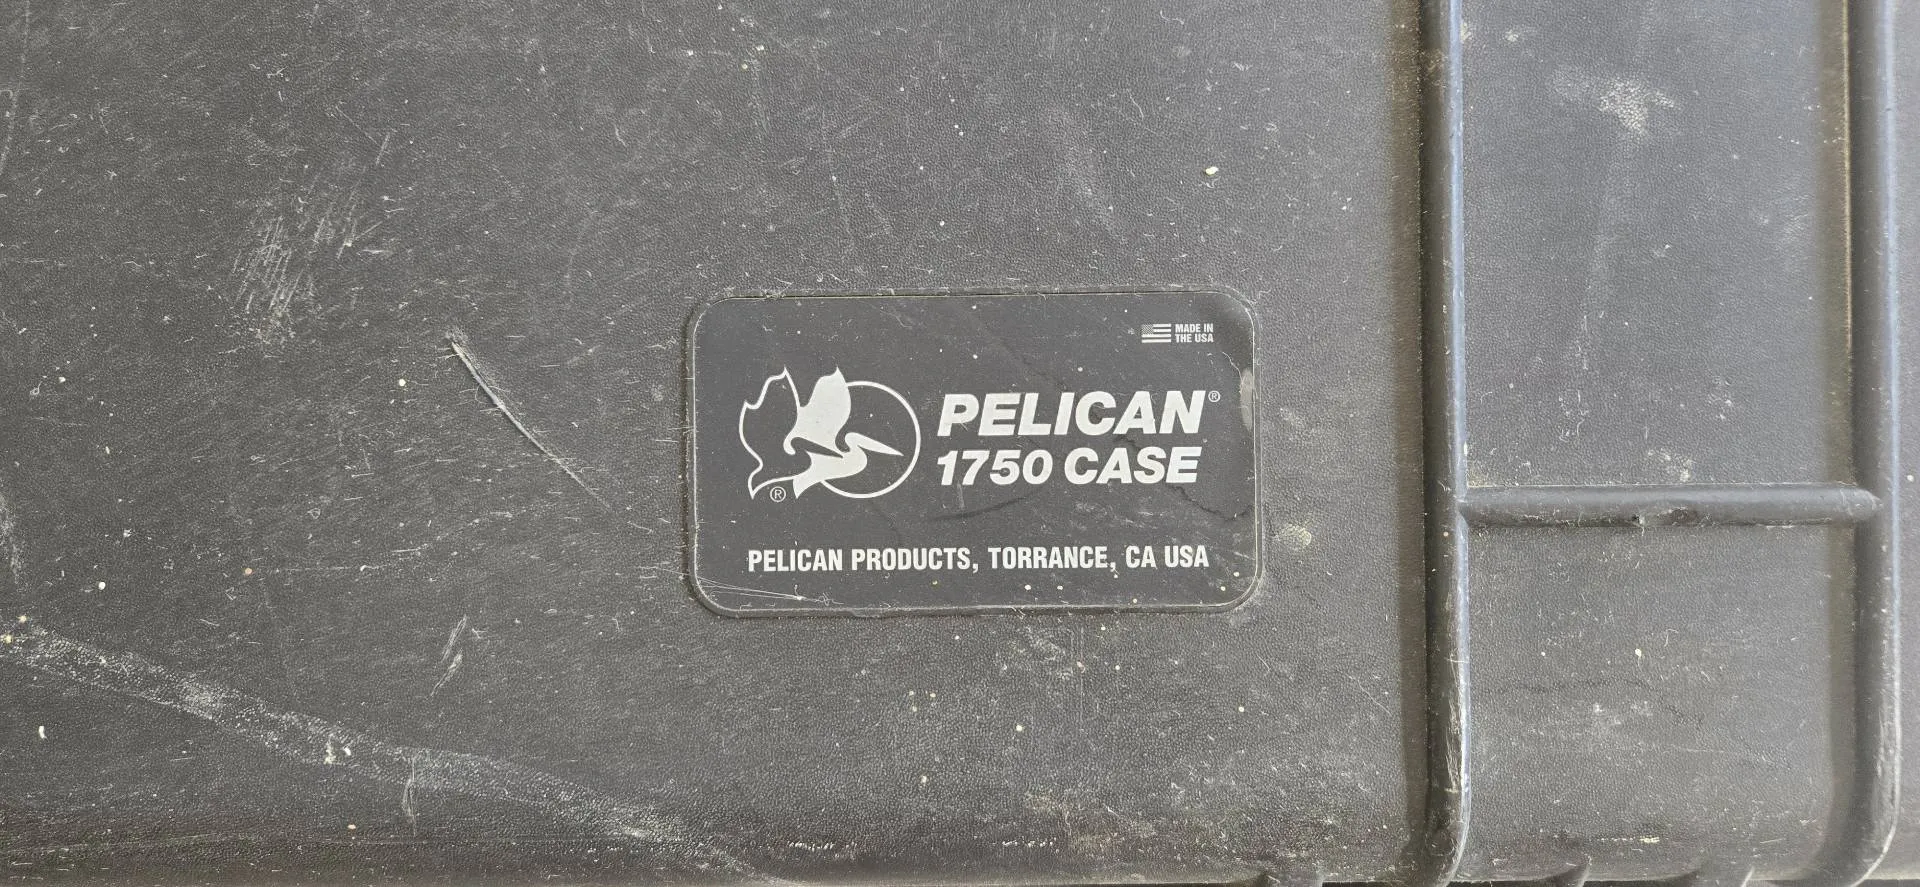 MADE IN
THE USA
PELICAN®
1750 CASE
®
PELICAN PRODUCTS, TORRANCE, CA USA